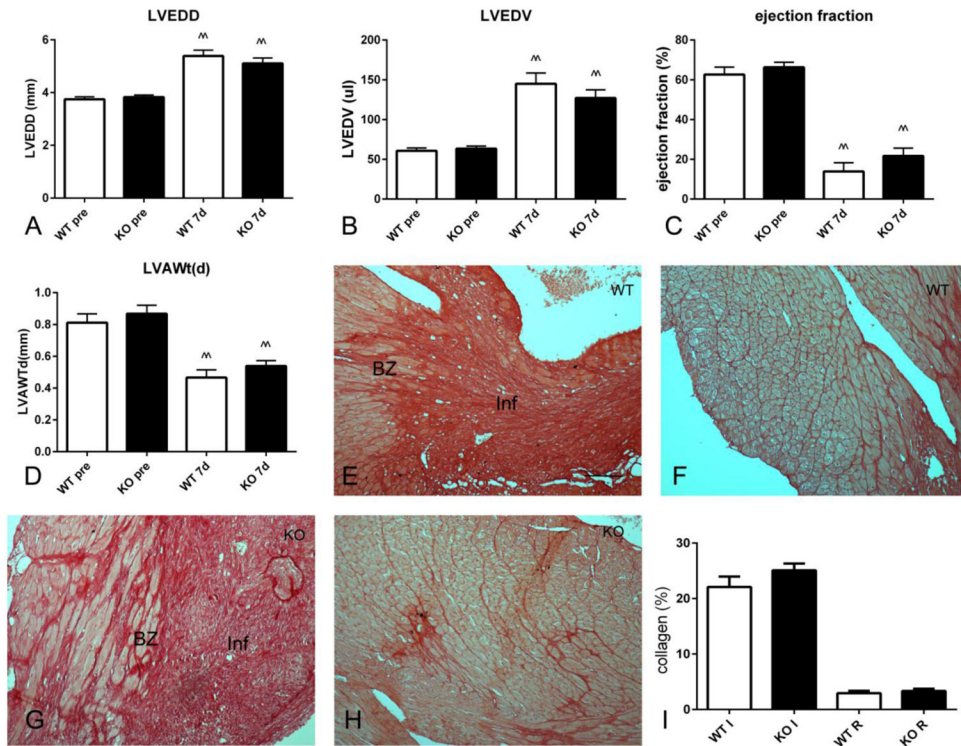 LVEDD
6
4
2
0
LVEDD (mm)
^^
^^
WT pre
KO pre
WT 7d
KO 7d
A
LVEDV
200
150
100
50
0
LVEDV (ul)
^^
^^
WT pre
KO pre
WT 7d
KO 7d
B
ejection fraction
80
60
40
20
0
ejection fraction (%)
^^
^^
WT pre
KO pre
WT 7d
KO 7d
C
LVAWt(d)
1.0
0.8
0.6
0.4
0.2
0.0
LVAWTd(mm)
^^
^^
WT pre
KO pre
WT 7d
KO 7d
D
WT
BZ
Inf
E
WT
F
KO
BZ
Inf
G
KO
H
30
20
10
0
collagen (%)
WT I
KO I
WT R
KO R
I